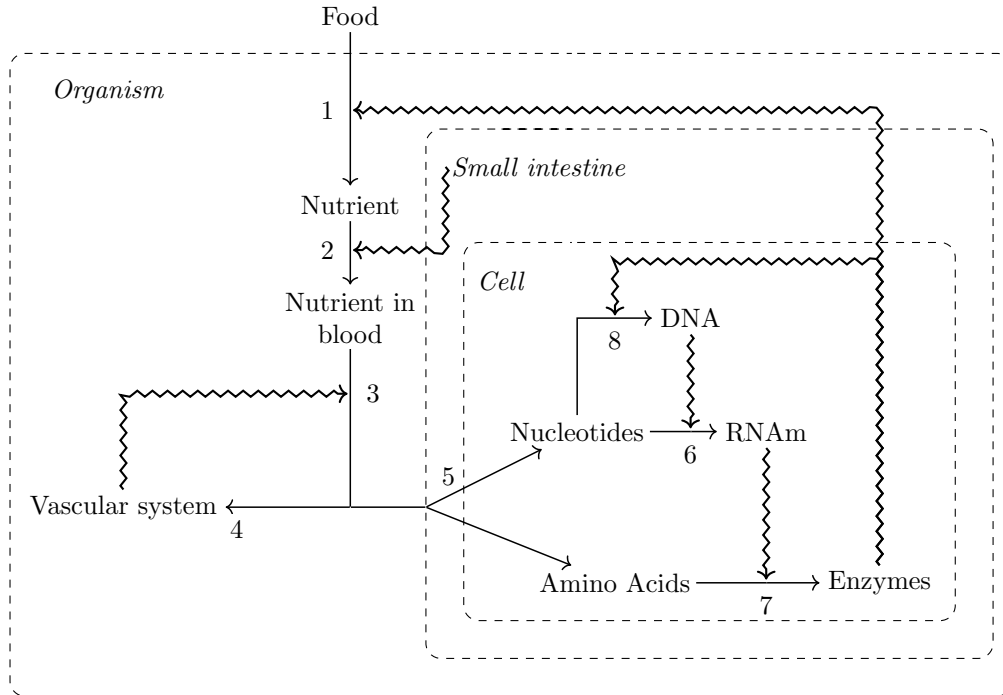 Food
Organism
1
Small intestine
Nutrient
2
Cell
Nutrient in
blood
DNA
8
3
Nucleotides
RNAm
6
5
Vascular system
4
Amino Acids
Enzymes
7